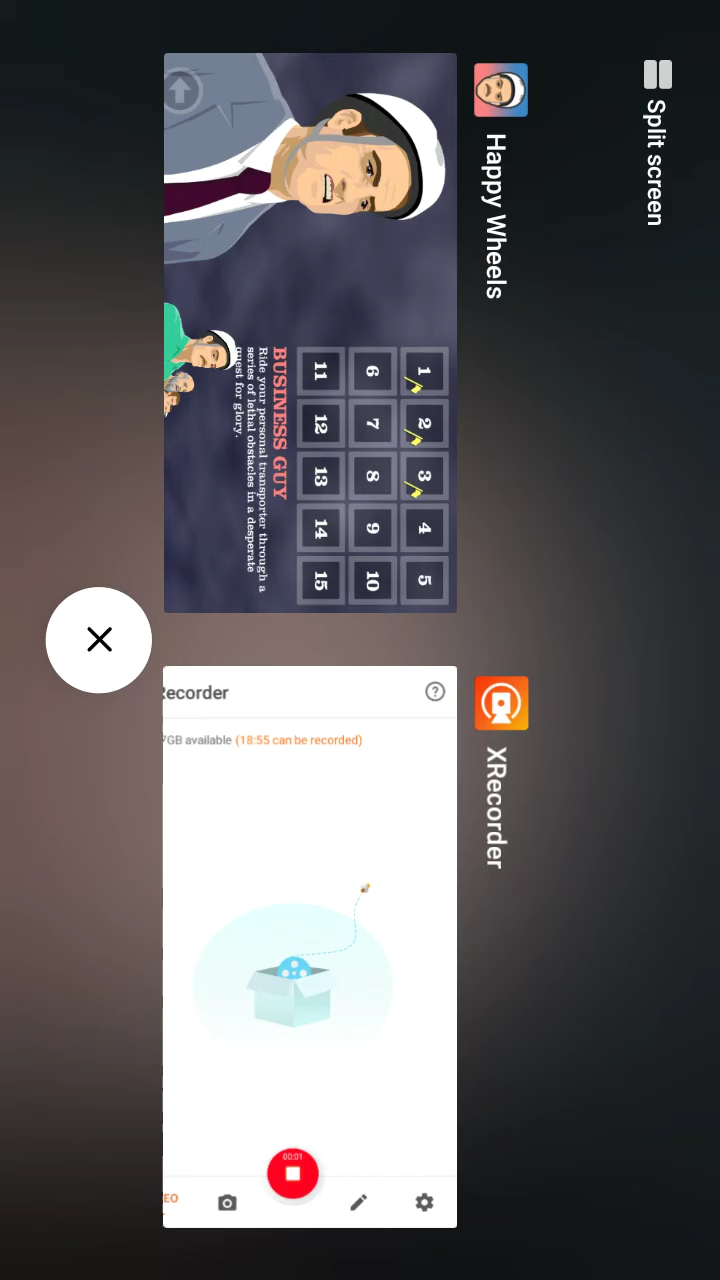 Split screen
Happy Wheels
1 2 3 4 5
6 7 8 9 10
11 12 13 14 15
BUSINESS GUY
Ride your personal transporter through a
series of lethal obstacles in a desperate
quest for glory.
XRecorder
Recorder
7GB available (18:55 can be recorded)
00:01
EO